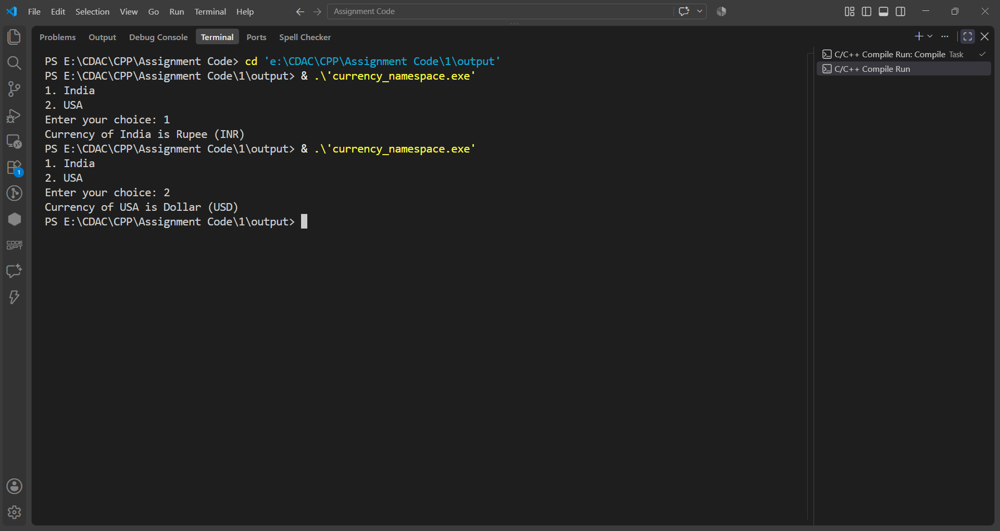 File Edit Selection View Go Run Terminal Help
Assignment Code
Problems Output Debug Console Terminal Ports Spell Checker
PS E:\CDAC\CPP\Assignment Code> cd 'e:\CDAC\CPP\Assignment Code\1\output'
PS E:\CDAC\CPP\Assignment Code\1\output> & .\'currency_namespace.exe'
1. India
2. USA
Enter your choice: 1
Currency of India is Rupee (INR)
PS E:\CDAC\CPP\Assignment Code\1\output> & .\'currency_namespace.exe'
1. India
2. USA
Enter your choice: 2
Currency of USA is Dollar (USD)
PS E:\CDAC\CPP\Assignment Code\1\output>
C/C++ Compile Run: Compile Task
C/C++ Compile Run
1
CODE
GPT